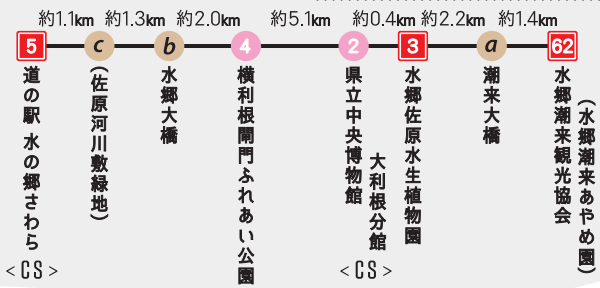 約1.1km 約1.3km 約2.0km 約5.1km 約0.4km 約2.2km 約1.4km
5 c b 4 2 3 a 62
道の駅 水の郷さわら
<CS>
(佐原河川敷緑地)
水郷大橋
横利根閘門ふれあい公園
県立中央博物館
大利根分館
<CS>
水郷佐原水生植物園
潮来大橋
水郷潮来観光協会
(水郷潮来あやめ園)